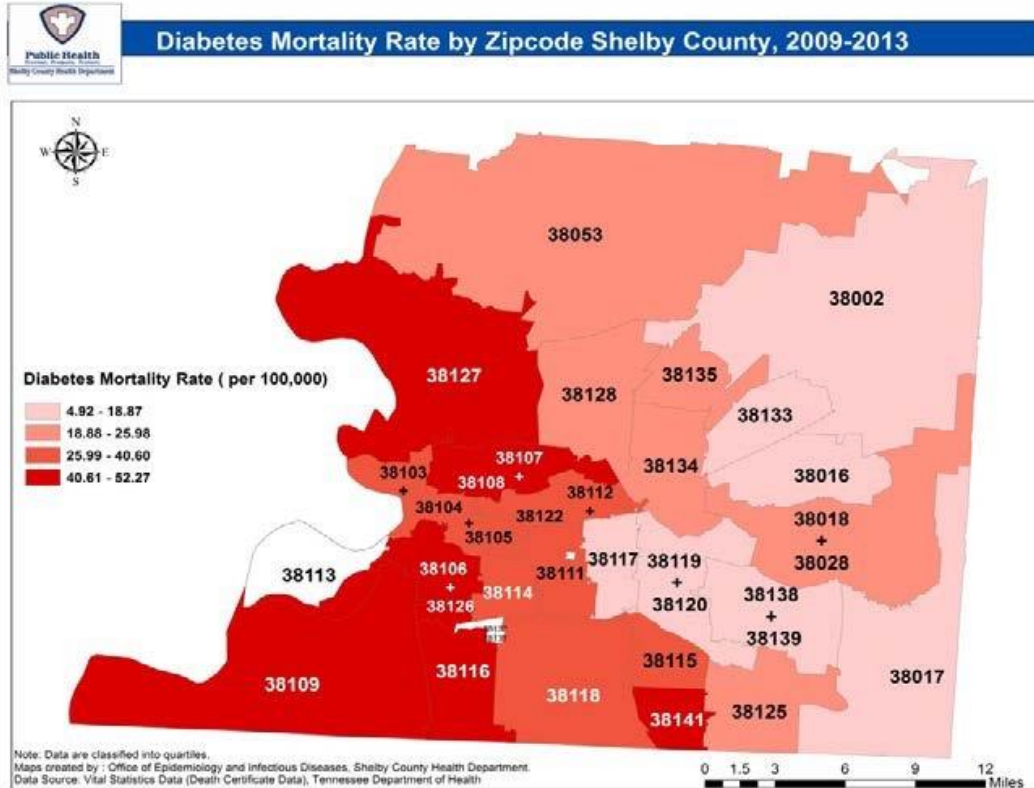 Public Health
Shelby County Health Department
Diabetes Mortality Rate by Zipcode Shelby County, 2009-2013
N
W E
S
38053
38002
Diabetes Mortality Rate ( per 100,000)
4.92 - 18.87
18.88 - 25.98
25.99 - 40.60
40.61 - 52.27
38127
38128
38135
38133
38107
38103
38108
38134
38016
38112
38104
38122
38018
38105
38028
38113
38106
38111
38117
38119
38126
38114
38120
38138
38139
38109
38116
38115
38017
38118
38141
38125
Note: Data are classified into quartiles.
Maps created by : Office of Epidemiology and Infectious Diseases, Shelby County Health Department.
Data Source: Vital Statistics Data (Death Certificate Data), Tennessee Department of Health
0 1.5 3 6 9 12
Miles